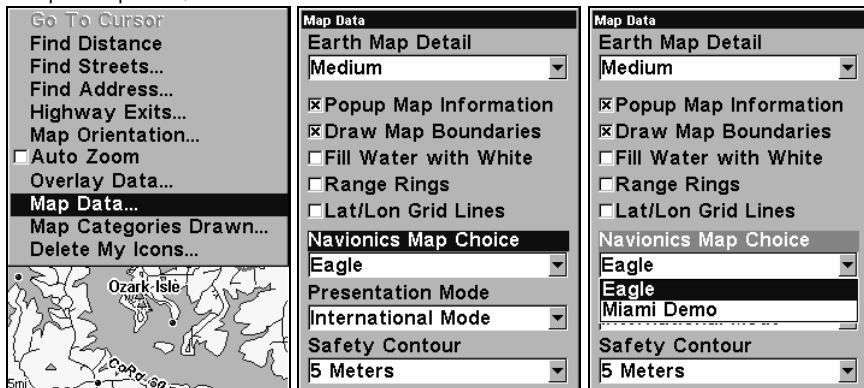 Go To Cursor
Find Distance
Find Streets...
Find Address...
Highway Exits...
Map Orientation...
Auto Zoom
Overlay Data...
Map Data...
Map Categories Drawn...
Delete My Icons...
Ozark-Isle
CoRd-60
5mi
Map Data
Earth Map Detail
Medium
Popup Map Information
Draw Map Boundaries
Fill Water with White
Range Rings
Lat/Lon Grid Lines
Navionics Map Choice
Eagle
Presentation Mode
International Mode
Safety Contour
5 Meters
Map Data
Earth Map Detail
Medium
Popup Map Information
Draw Map Boundaries
Fill Water with White
Range Rings
Lat/Lon Grid Lines
Navionics Map Choice
Eagle
Eagle
Miami Demo
Safety Contour
5 Meters